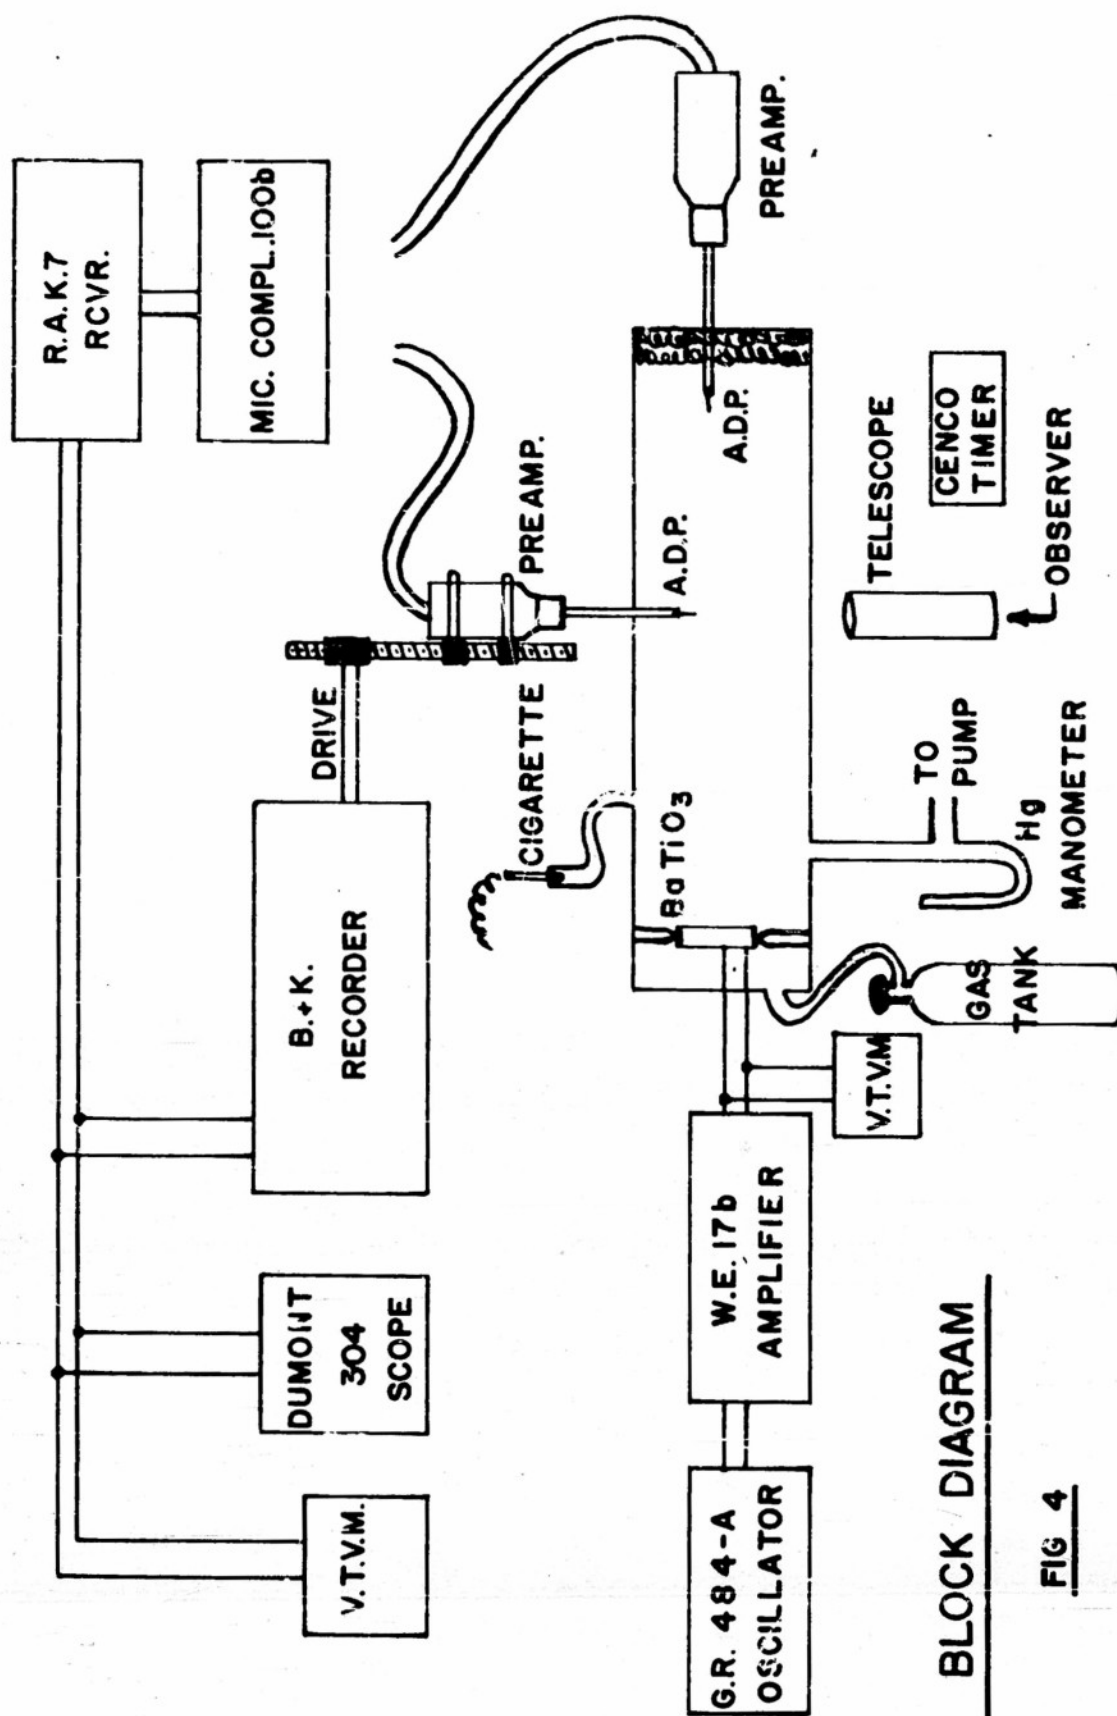 R.A.K.7
RCVR.
MIC. COMPL.100b
B.+K.
RECORDER
DRIVE
DUMONT
304
SCOPE
V.T.V.M.
PREAMP.
PREAMP.
CIGARETTE
A.D.P.
A.D.P.
BaTiO3
G.R. 484-A
OSCILLATOR
W.E. 17b
AMPLIFIER
V.T.V.M
GAS
TANK
TO
PUMP
Hg
MANOMETER
TELESCOPE
CENCO
TIMER
OBSERVER
BLOCK DIAGRAM
FIG 4